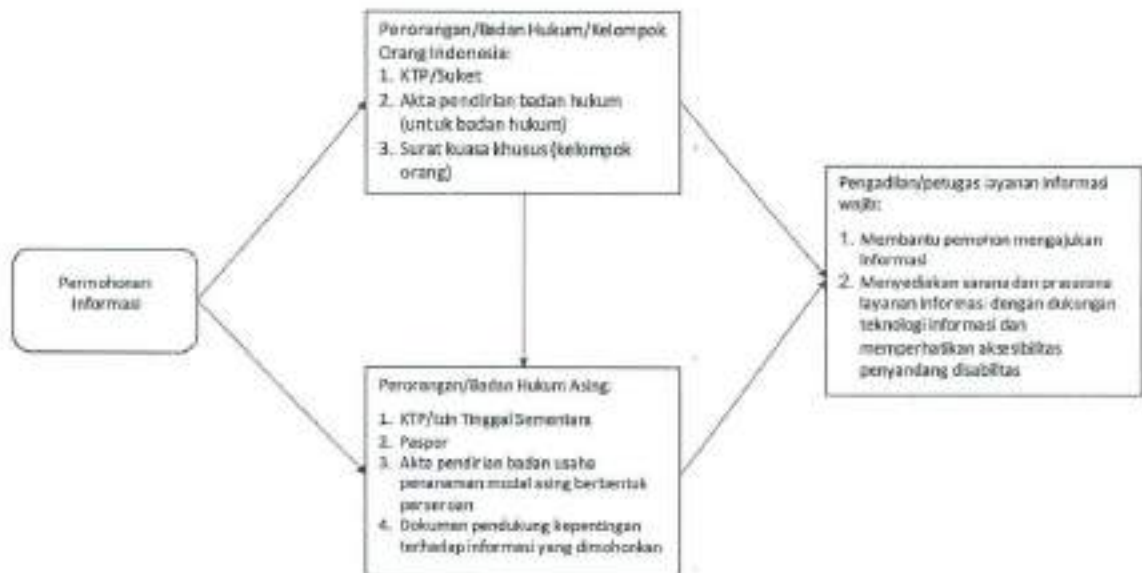 Perorangan/Badan Hukum/Kelompok
Orang Indonesia:
1. KTP/Suket
2. Akta pendirian badan hukum
(untuk badan hukum)
3. Surat kuasa khusus (kelompok
orang)
Permohonan
Informasi
Perorangan/Badan Hukum Asing:
1. KTP/Izin Tinggal Sementara
2. Paspor
3. Akta pendirian badan usaha
penanaman modal asing berbentuk
perseroan
4. Dokumen pendukung kepentingan
terhadap informasi yang dimohonkan
Pengadilan/petugas layanan informasi
wajib:
1. Membantu pemohon mengajukan
informasi
2. Menyediakan sarana dan prasarana
layanan informasi dengan dukungan
teknologi informasi dan
memperhatikan aksesibilitas
penyandang disabilitas